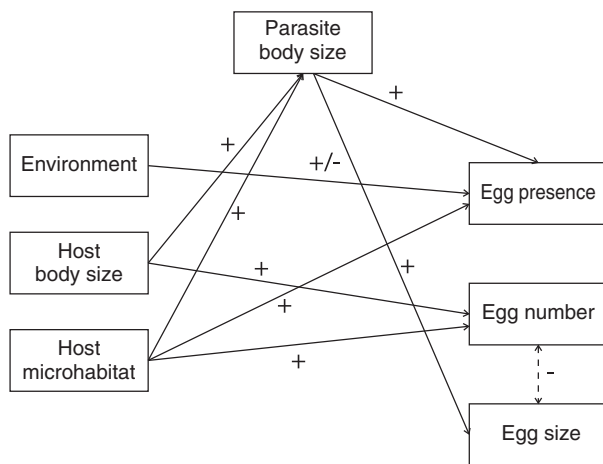 Parasite
body size
+
+
Environment
+/-
Egg presence
+
Host
body size
+
+
+
Egg number
Host
microhabitat
+
-
Egg size